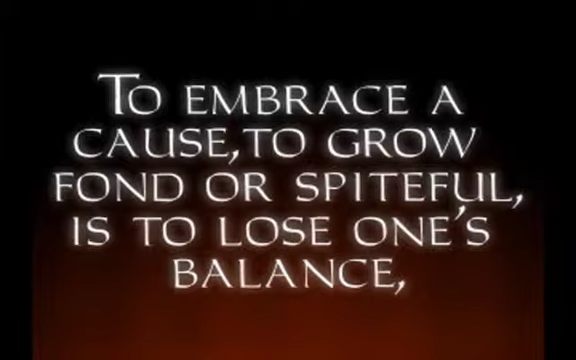 To EMBRACE A
CAUSE,TO GROW
FOND OR SPITEFUL,
IS TO LOSE ONE'S
BALANCE,